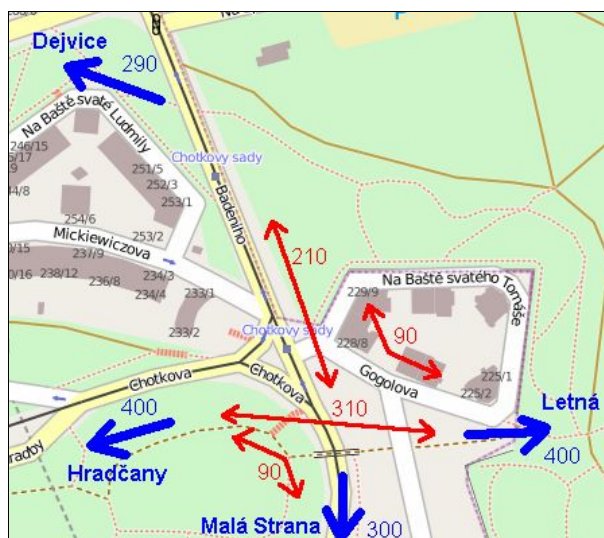 Dejvice
290
Na Baště svaté Ludmily
246/15
251/5
252/3
253/1
254/6
253/2
Chotkovy sady
Badeniho
Mickiewiczova
237/9
238/12
236/8
234/3
234/4
233/1
233/2
210
Na Baště svatého Tomáše
229/9
228/8
90
225/1
225/2
Chotkovy sady
Gogolova
Chotkova
Chotkova
400
310
Letná
400
Hradčany
90
Malá Strana
300